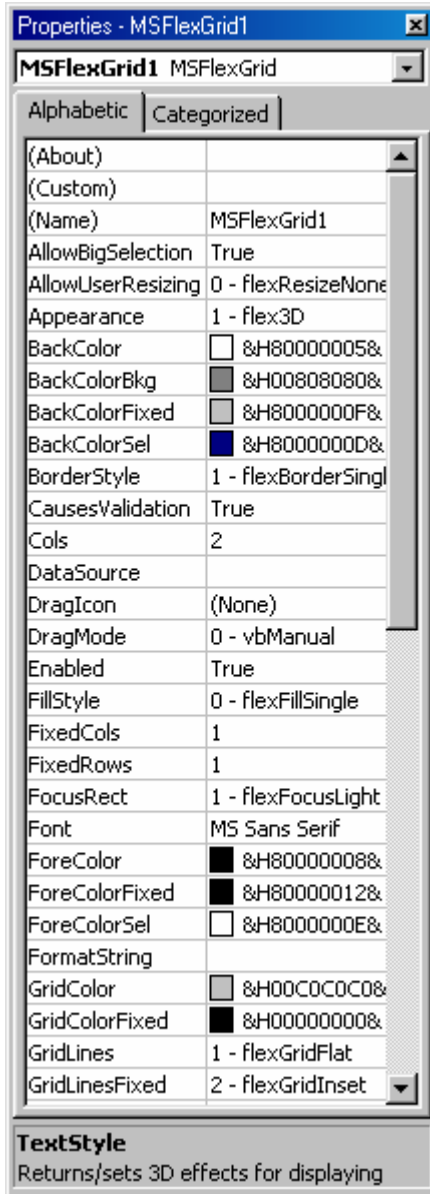 Properties - MSFlexGrid1
MSFlexGrid1 MSFlexGrid
Alphabetic Categorized
(About)
(Custom)
(Name) MSFlexGrid1
AllowBigSelection True
AllowUserResizing 0 - flexResizeNone
Appearance 1 - flex3D
BackColor &H80000005&
BackColorBkg &H00808080&
BackColorFixed &H8000000F&
BackColorSel &H8000000D&
BorderStyle 1 - flexBorderSingl
CausesValidation True
Cols 2
DataSource
DragIcon (None)
DragMode 0 - vbManual
Enabled True
FillStyle 0 - flexFillSingle
FixedCols 1
FixedRows 1
FocusRect 1 - flexFocusLight
Font MS Sans Serif
ForeColor &H80000008&
ForeColorFixed &H80000012&
ForeColorSel &H8000000E&
FormatString
GridColor &H00C0C0C0&
GridColorFixed &H00000000&
GridLines 1 - flexGridFlat
GridLinesFixed 2 - flexGridInset
TextStyle
Returns/sets 3D effects for displaying